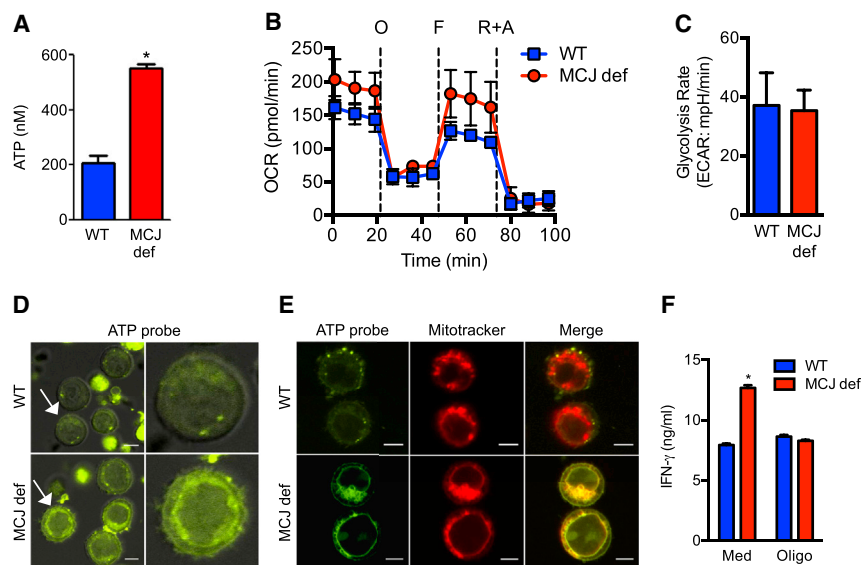 A
ATP (nM)
600
400
200
0
WT
MCJ
def
*
B
O
F
R+A
OCR (pmol/min)
250
200
150
100
50
0
0
20
40
60
80
100
Time (min)
WT
MCJ def
C
Glycolysis Rate
(ECAR: mpH/min)
60
40
20
0
WT
MCJ
def
D
ATP probe
WT
MCJ def
E
ATP probe
Mitotracker
Merge
WT
MCJ def
F
IFN-γ (ng/ml)
15
10
5
0
*
WT
MCJ def
Med
Oligo